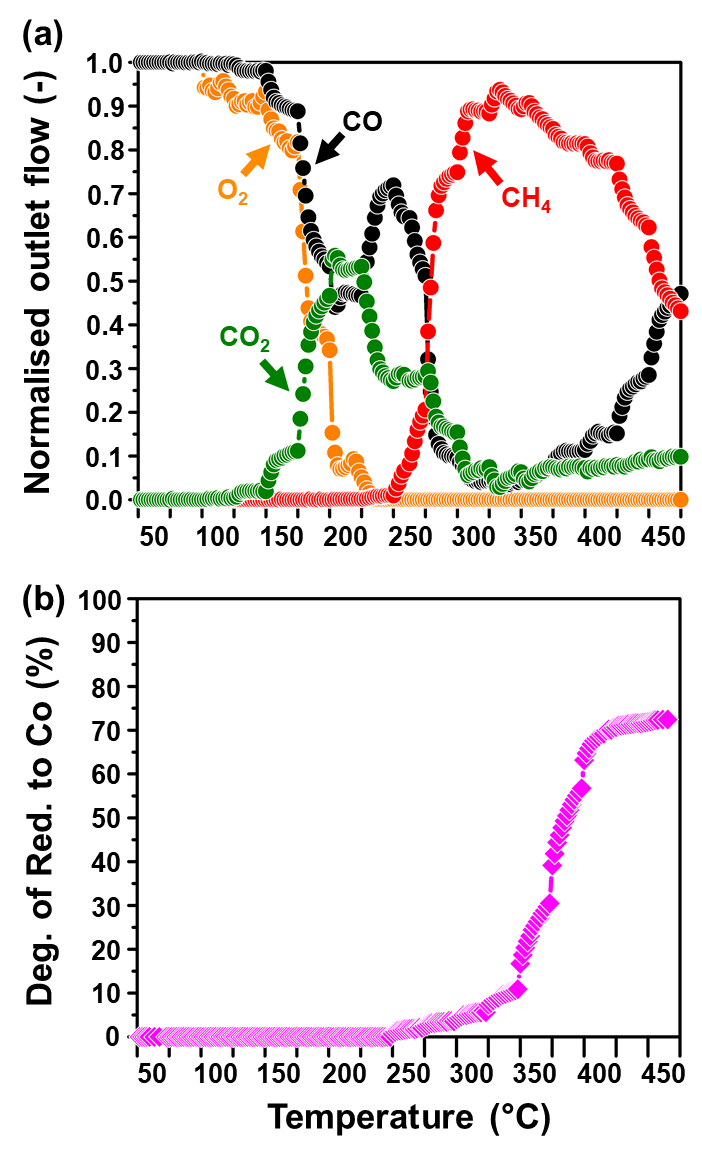 (a)
Normalised outlet flow (-)
1.0
0.9
0.8
0.7
0.6
0.5
0.4
0.3
0.2
0.1
0.0
CO
O₂
CH₄
CO₂
50 100 150 200 250 300 350 400 450
(b)
Deg. of Red. to Co (%)
100
90
80
70
60
50
40
30
20
10
0
50 100 150 200 250 300 350 400 450
Temperature (°C)